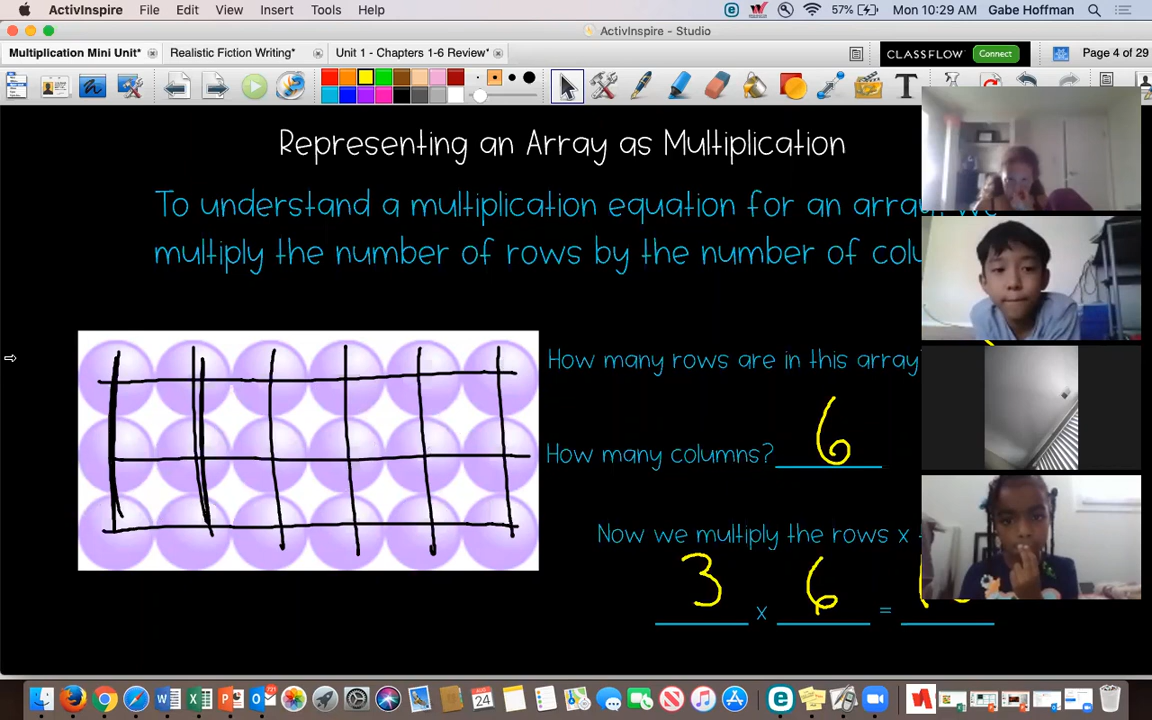 ActivInspire File Edit View Insert Tools Help 57% Mon 10:29 AM Gabe Hoffman
ActivInspire - Studio
Multiplication Mini Unit* Realistic Fiction Writing* Unit 1 - Chapters 1-6 Review* CLASSFLOW Connect Page 4 of 29
Representing an Array as Multiplication
To understand a multiplication equation for an array, we
multiply the number of rows by the number of
How many rows are in this array
How many columns? 6
Now we multiply the rows x
3 x 6 =